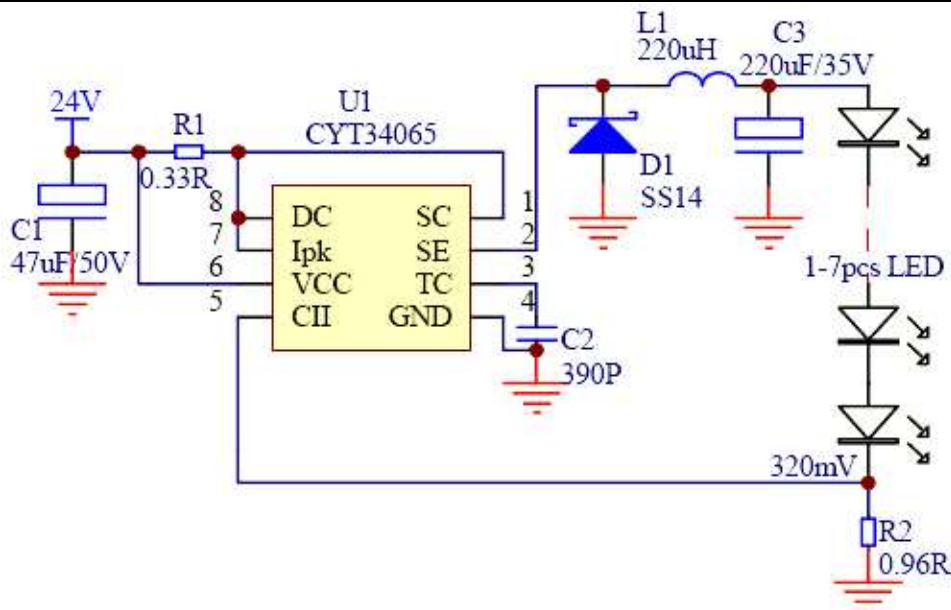 L1
220uH
C3
220uF/35V
24V
R1
0.33R
U1
CYT34065
D1
SS14
C1
47uF/50V
8
DC
SC
1
7
Ipk
SE
2
6
VCC
TC
3
5
CII
GND
4
C2
390P
1-7pcs LED
320mV
R2
0.96R